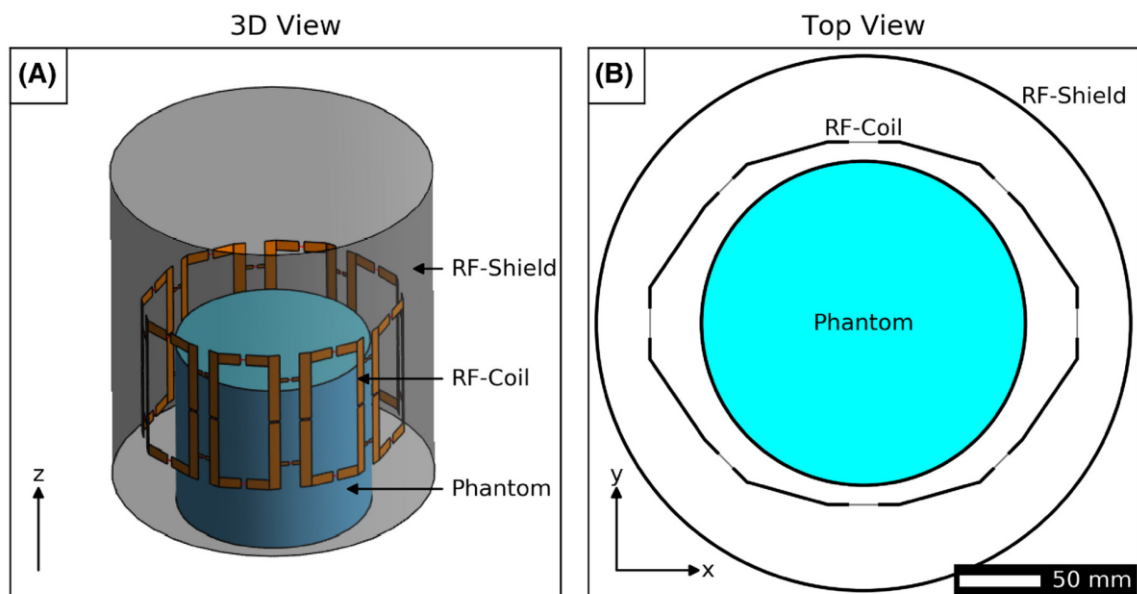 3D View
(A)
RF-Shield
RF-Coil
Phantom
z
Top View
(B)
RF-Shield
RF-Coil
Phantom
y
x
50 mm